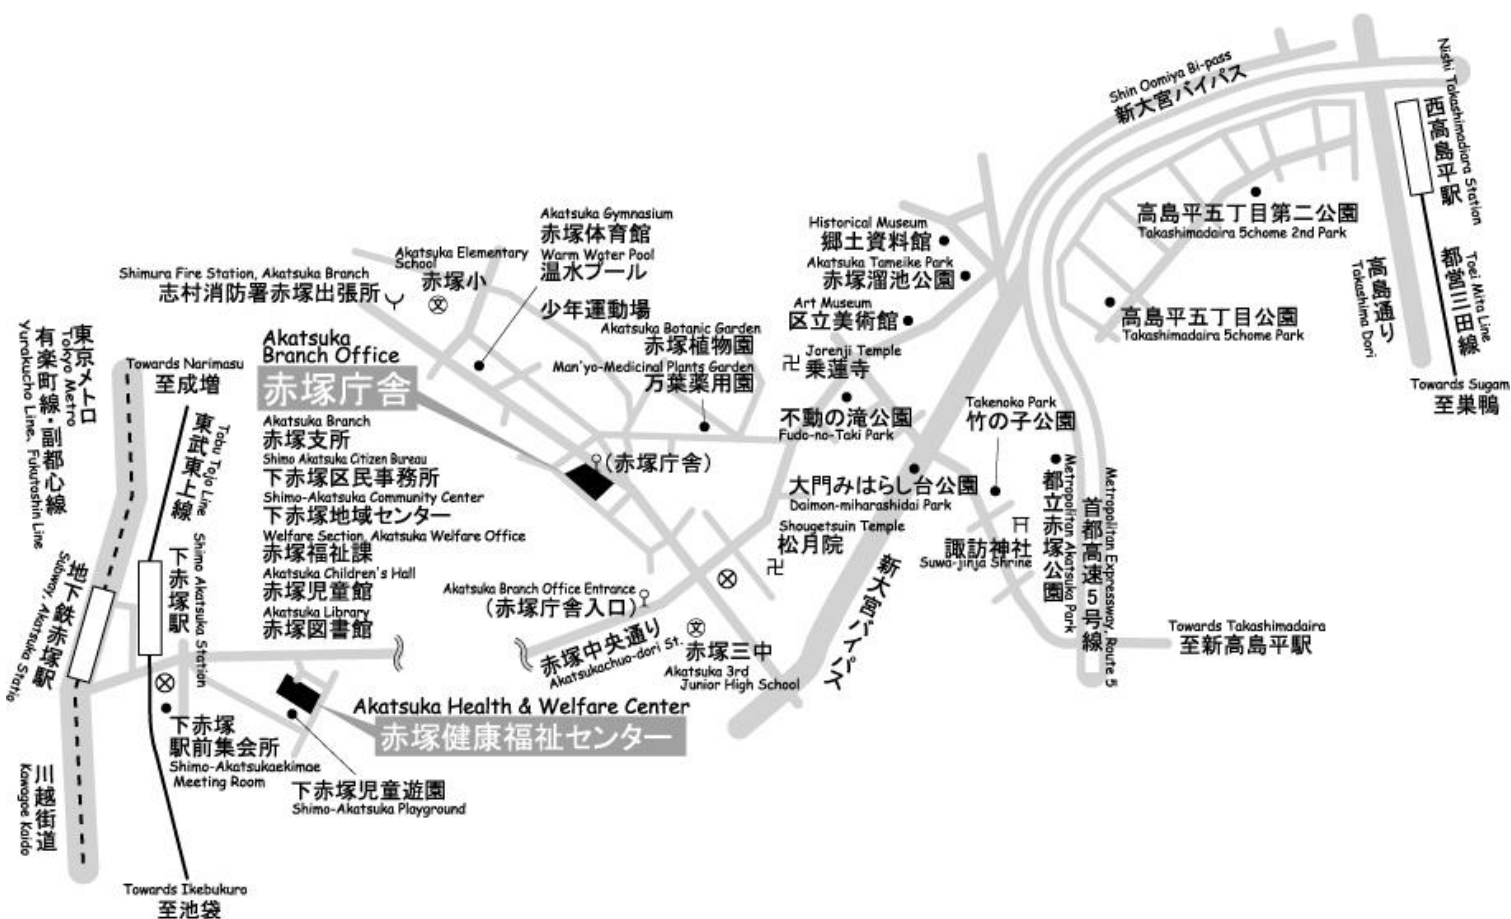 Shin Oomiya Bi-pass
新大宮バイパス
Nishi Takashimadiara Station
西高島平駅
Toei Mita Line
都営三田線
Towards Sugam
至巣鴨
高島通り
Takashima Dori
高島平五丁目第二公園
Takashimadaira 5chome 2nd Park
高島平五丁目公園
Takashimadaira 5chome Park
Historical Museum
郷土資料館
Akatsuka Tameike Park
赤塚溜池公園
Art Museum
区立美術館
Jorenji Temple
乗蓮寺
不動の滝公園
Fudo-no-Taki Park
Takenoko Park
竹の子公園
大門みはらし台公園
Daimon-miharashidai Park
Shougetsuin Temple
松月院
諏訪神社
Suwa-jinja Shrine
都立赤塚公園
Metropolitan Akatsuka Park
首都高速5号線
Metropolitan Expressway, Route 5
Towards Takashimadaira
至新高島平駅
新大宮バイパス
Akatsuka Gymnasium
赤塚体育館
Warm Water Pool
温水プール
少年運動場
Akatsuka Botanic Garden
赤塚植物園
Man'yo-Medicinal Plants Garden
万葉薬用園
Akatsuka Elementary
School
赤塚小
文
Shimura Fire Station, Akatsuka Branch
志村消防署赤塚出張所
Akatsuka
Branch Office
赤塚庁舎
Akatsuka Branch
赤塚支所
Shimo Akatsuka Citizen Bureau
下赤塚区民事務所
Shimo-Akatsuka Community Center
下赤塚地域センター
Welfare Section, Akatsuka Welfare Office
赤塚福祉課
Akatsuka Children's Hall
赤塚児童館
Akatsuka Library
赤塚図書館
(赤塚庁舎)
Akatsuka Branch Office Entrance
(赤塚庁舎入口)
赤塚中央通り
Akatsukachuo-dori St.
文
赤塚三中
Akatsuka 3rd
Junior High School
東京メトロ
Tokyo Metro
有楽町線・副都心線
Yurakucho Line, Fukutoshin Line
Towards Narimasu
至成増
東武東上線
Tobu Tojo Line
下赤塚駅
Shimo Akatsuka Station
地下鉄赤塚駅
Subway, Akatsuka Statio
川越街道
Kawagoe Kaido
下赤塚
駅前集会所
Shimo-Akatsukaekimae
Meeting Room
Akatsuka Health & Welfare Center
赤塚健康福祉センター
下赤塚児童遊園
Shimo-Akatsuka Playground
Towards Ikebukuro
至池袋